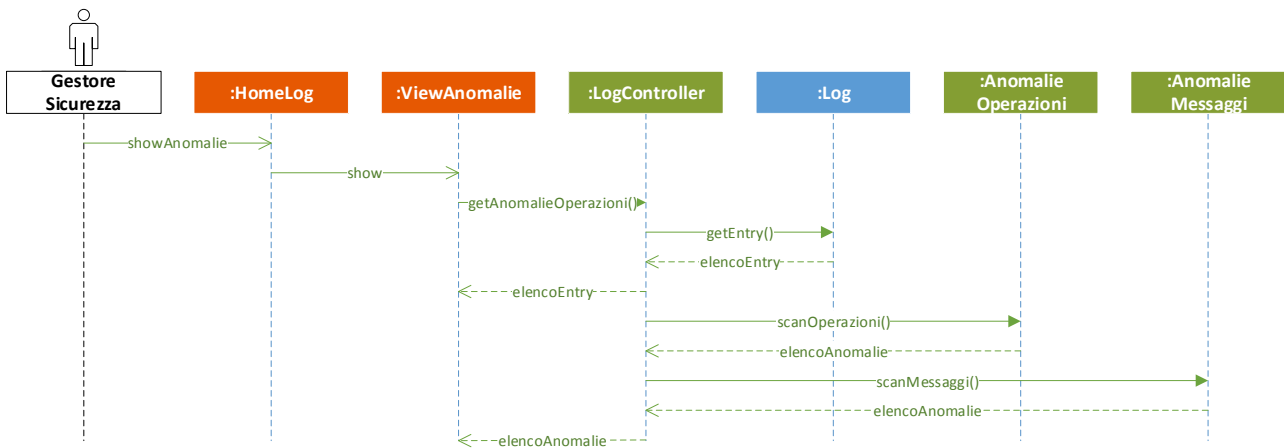 Gestore
Sicurezza
:HomeLog
:ViewAnomalie
:LogController
:Log
:Anomalie
Operazioni
:Anomalie
Messaggi
showAnomalie
show
getAnomalieOperazioni()
getEntry()
elencoEntry
elencoEntry
scanOperazioni()
elencoAnomalie
scanMessaggi()
elencoAnomalie
elencoAnomalie